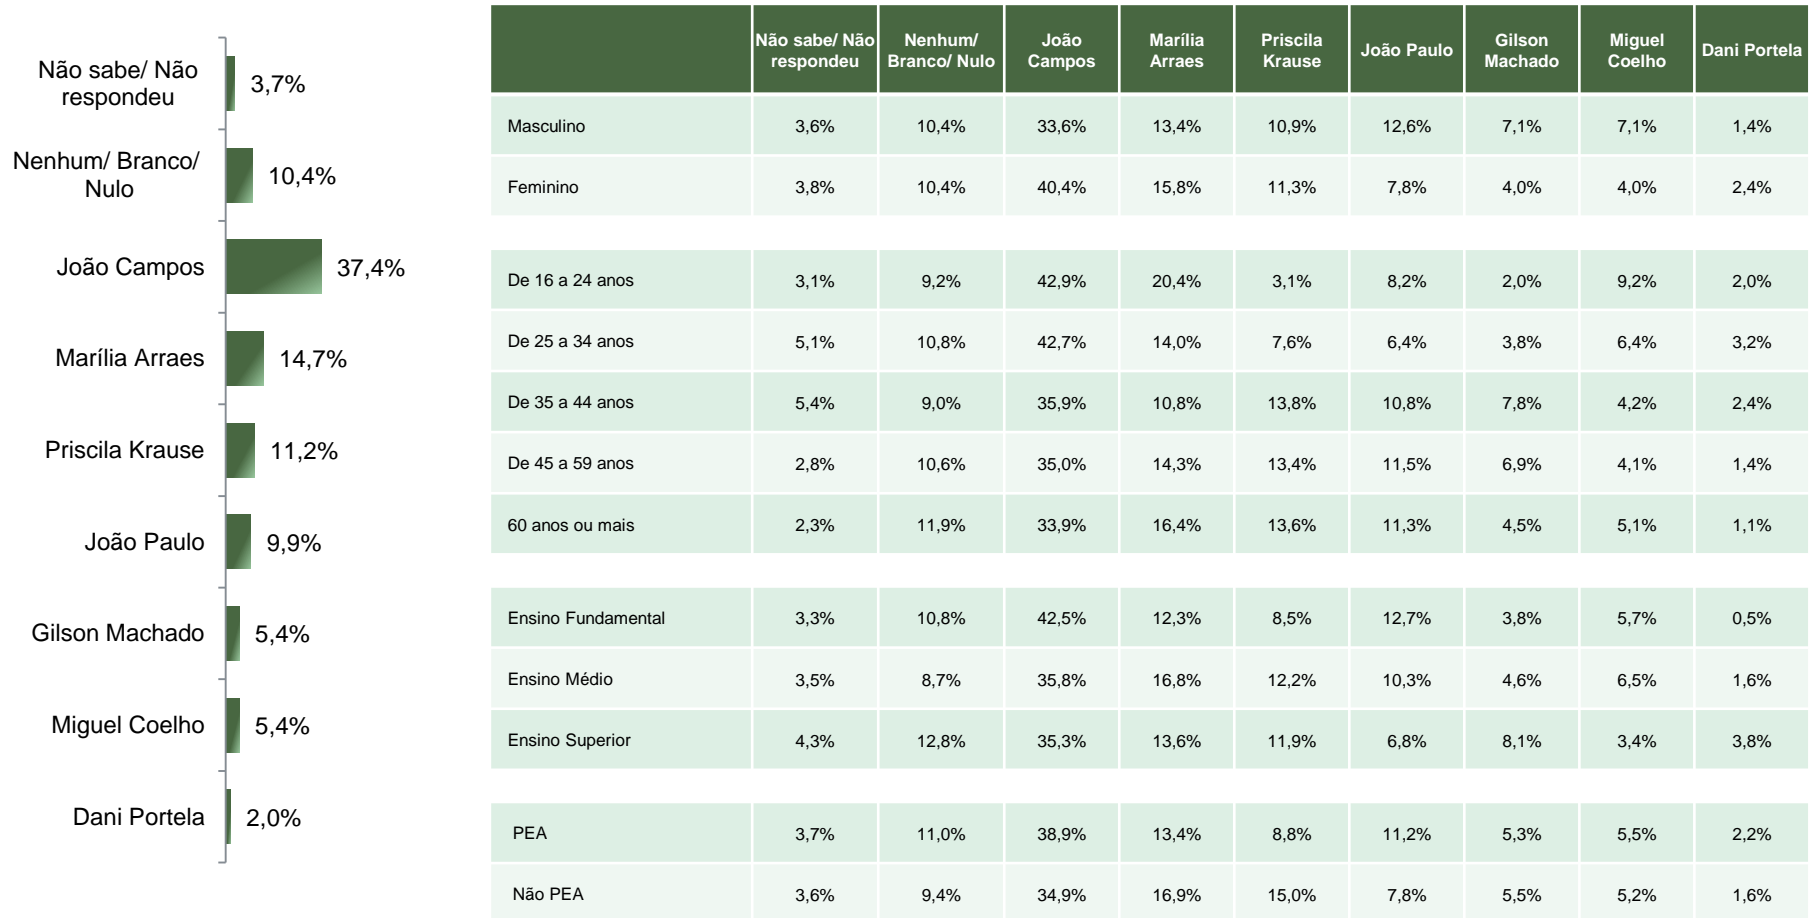 Não sabe/ Não
respondeu
3,7%
Nenhum/ Branco/
Nulo
10,4%
João Campos
37,4%
Marília Arraes
14,7%
Priscila Krause
11,2%
João Paulo
9,9%
Gilson Machado
5,4%
Miguel Coelho
5,4%
Dani Portela
2,0%
Não sabe/ Não
respondeu
Nenhum/
Branco/ Nulo
João
Campos
Marília
Arraes
Priscila
Krause
João Paulo
Gilson
Machado
Miguel
Coelho
Dani Portela
Masculino 3,6% 10,4% 33,6% 13,4% 10,9% 12,6% 7,1% 7,1% 1,4%
Feminino 3,8% 10,4% 40,4% 15,8% 11,3% 7,8% 4,0% 4,0% 2,4%
De 16 a 24 anos 3,1% 9,2% 42,9% 20,4% 3,1% 8,2% 2,0% 9,2% 2,0%
De 25 a 34 anos 5,1% 10,8% 42,7% 14,0% 7,6% 6,4% 3,8% 6,4% 3,2%
De 35 a 44 anos 5,4% 9,0% 35,9% 10,8% 13,8% 10,8% 7,8% 4,2% 2,4%
De 45 a 59 anos 2,8% 10,6% 35,0% 14,3% 13,4% 11,5% 6,9% 4,1% 1,4%
60 anos ou mais 2,3% 11,9% 33,9% 16,4% 13,6% 11,3% 4,5% 5,1% 1,1%
Ensino Fundamental 3,3% 10,8% 42,5% 12,3% 8,5% 12,7% 3,8% 5,7% 0,5%
Ensino Médio 3,5% 8,7% 35,8% 16,8% 12,2% 10,3% 4,6% 6,5% 1,6%
Ensino Superior 4,3% 12,8% 35,3% 13,6% 11,9% 6,8% 8,1% 3,4% 3,8%
PEA 3,7% 11,0% 38,9% 13,4% 8,8% 11,2% 5,3% 5,5% 2,2%
Não PEA 3,6% 9,4% 34,9% 16,9% 15,0% 7,8% 5,5% 5,2% 1,6%